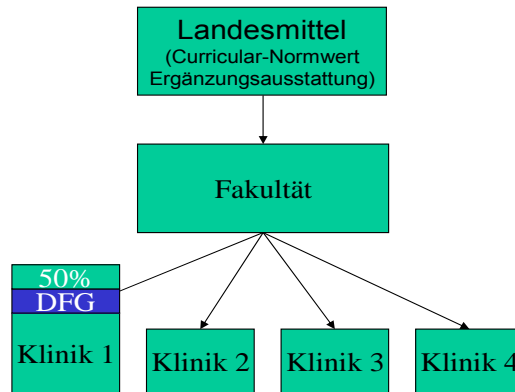 Landesmittel
(Curricular-Normwert
Ergänzungsausstattung)
Fakultät
50%
DFG
Klinik 1
Klinik 2
Klinik 3
Klinik 4